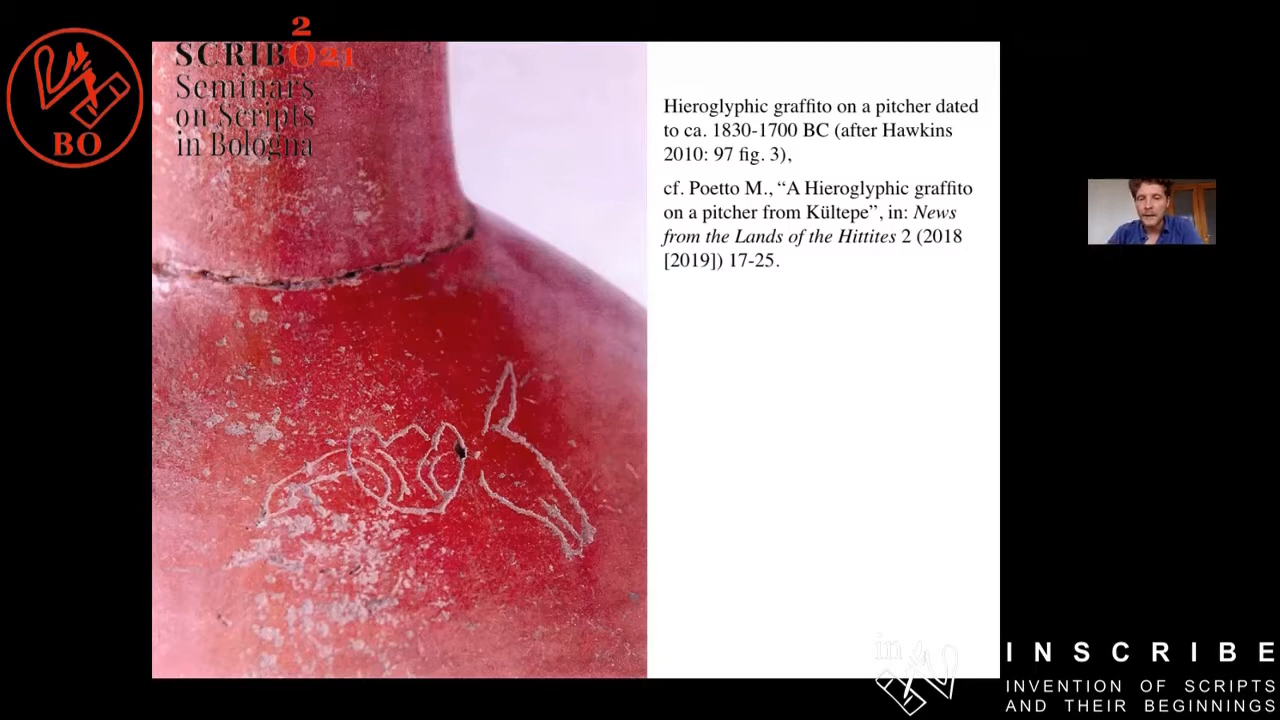 2
SCRIBO21
Seminars
on Scripts
in Bologna
BO
Hieroglyphic graffito on a pitcher dated
to ca. 1830-1700 BC (after Hawkins
2010: 97 fig. 3),
cf. Poetto M., “A Hieroglyphic graffito
on a pitcher from Kültepe”, in: News
from the Lands of the Hittites 2 (2018
[2019]) 17-25.
in
INSCRIBE
INVENTION OF SCRIPTS
AND THEIR BEGINNINGS